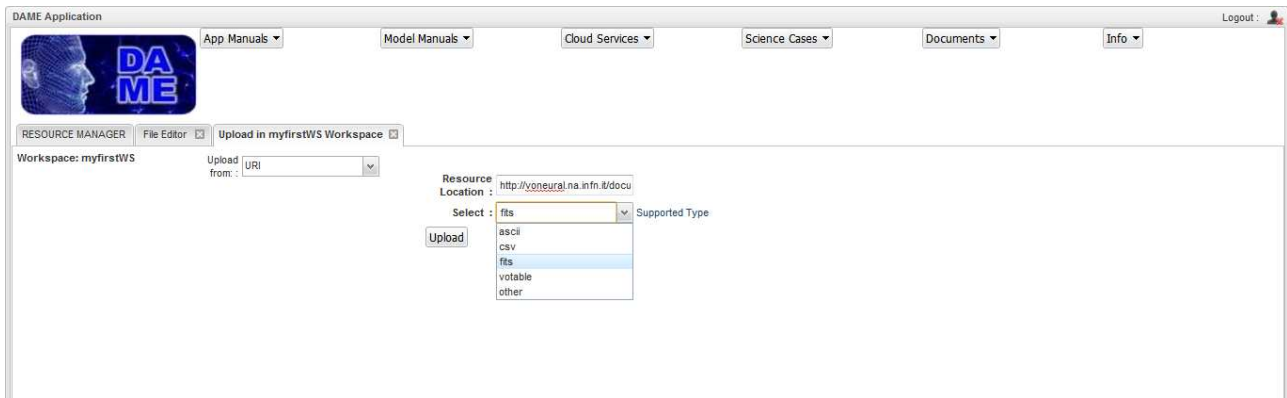 DAME Application Logout :
DA
ME
App Manuals Model Manuals Cloud Services Science Cases Documents Info
RESOURCE MANAGER File Editor Upload in myfirstWS Workspace
Workspace: myfirstWS
Upload from: : URI
Resource Location : http://voneural.na.infn.it/docu
Select : fits Supported Type
Upload
ascii
csv
fits
votable
other